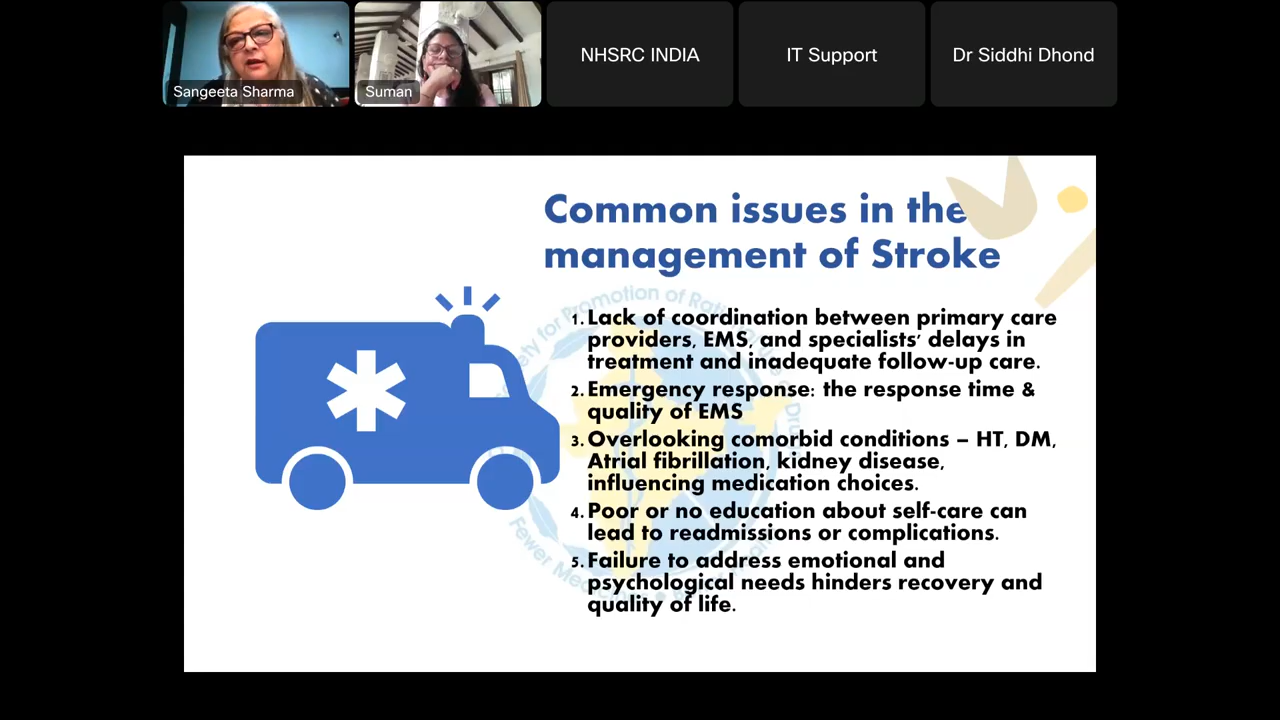 Sangeeta Sharma
Suman
NHSRC INDIA
IT Support
Dr Siddhi Dhond
Common issues in the
management of Stroke
1. Lack of coordination between primary care
providers, EMS, and specialists' delays in
treatment and inadequate follow-up care.
2. Emergency response: the response time &
quality of EMS
3. Overlooking comorbid conditions – HT, DM,
Atrial fibrillation, kidney disease,
influencing medication choices.
4. Poor or no education about self-care can
lead to readmissions or complications.
5. Failure to address emotional and
psychological needs hinders recovery and
quality of life.
for Promotion of
Fewer